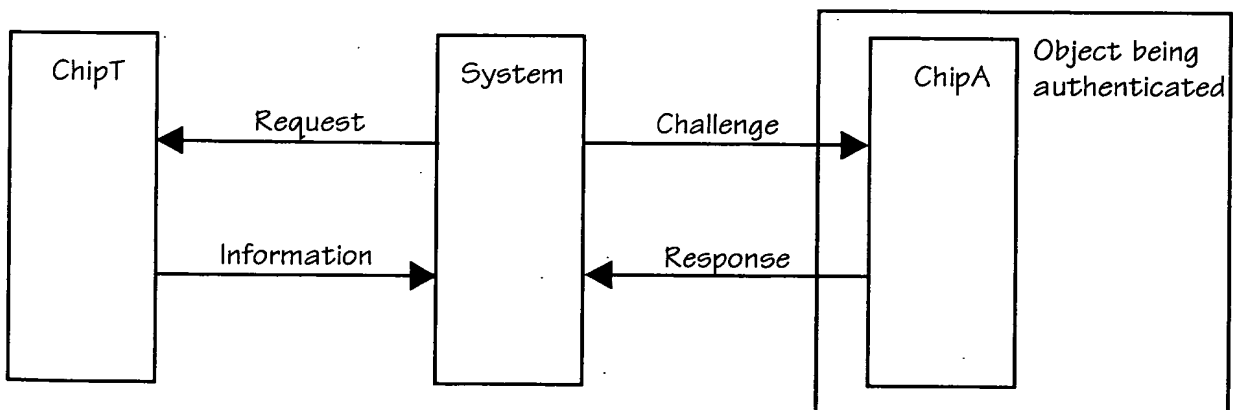 ChipT
System
ChipA
Object being
authenticated
Request
Challenge
Information
Response